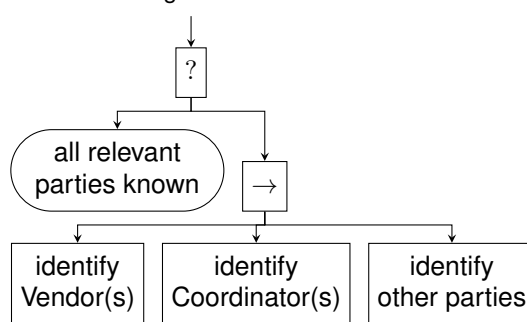 ?
all relevant
parties known
→
identify
Vendor(s)
identify
Coordinator(s)
identify
other parties